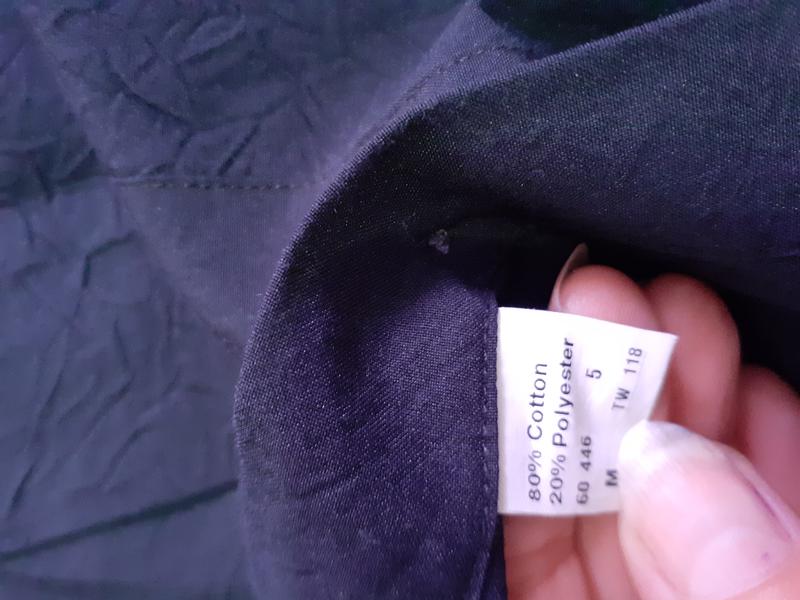 80% Cotton
20% Polyester
60 446 5
M TW 118